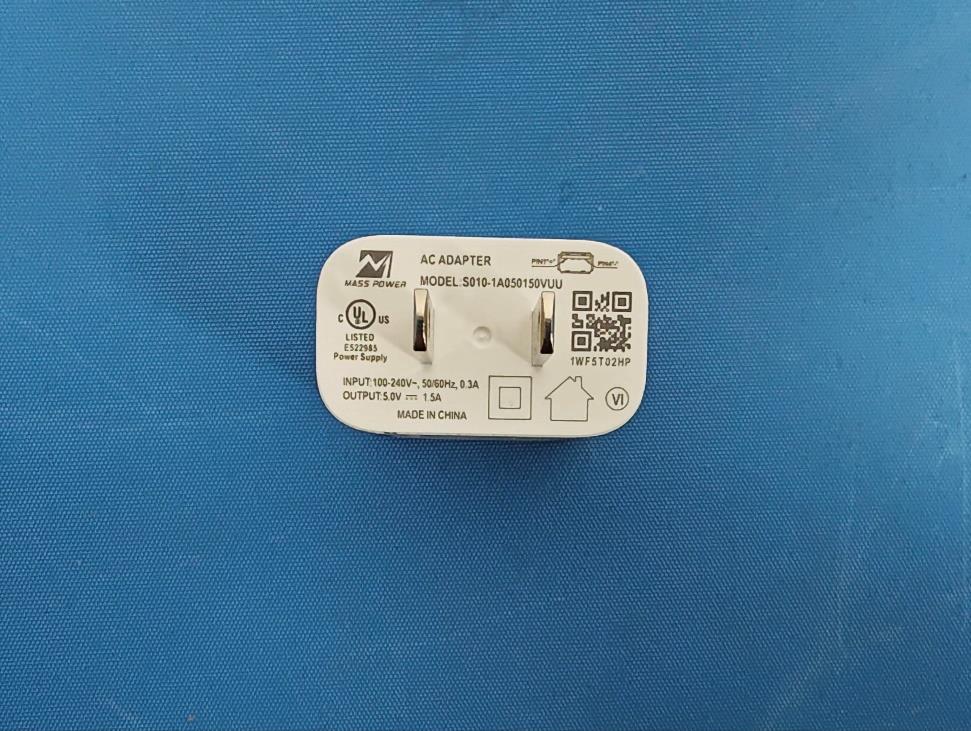 MASS POWER
AC ADAPTER
MODEL:S010-1A050150VUU
C UL US
LISTED
E522985
Power Supply
1WF5T02HP
INPUT:100-240V~, 50/60Hz, 0.3A
OUTPUT:5.0V ⎓ 1.5A
MADE IN CHINA
VI